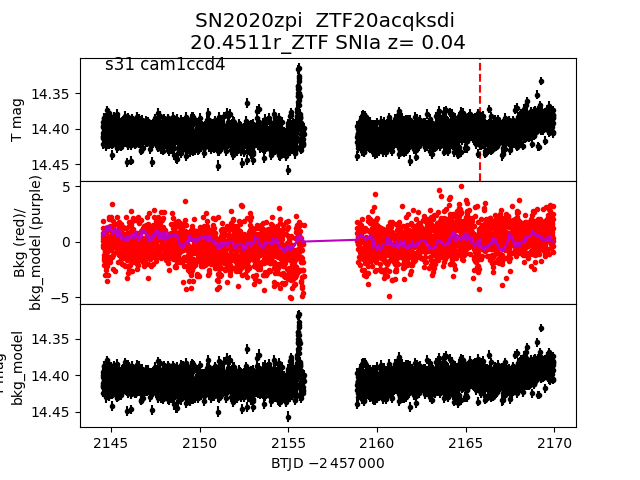 SN2020zpi  ZTF20acqksdi
20.4511r_ZTF SNIa z= 0.04
s31 cam1ccd4
T mag
14.35
14.40
14.45
Bkg (red)/
bkg_model (purple)
5
0
−5
bkg_model
14.35
14.40
14.45
2145 2150 2155 2160 2165 2170
BTJD −2 457 000